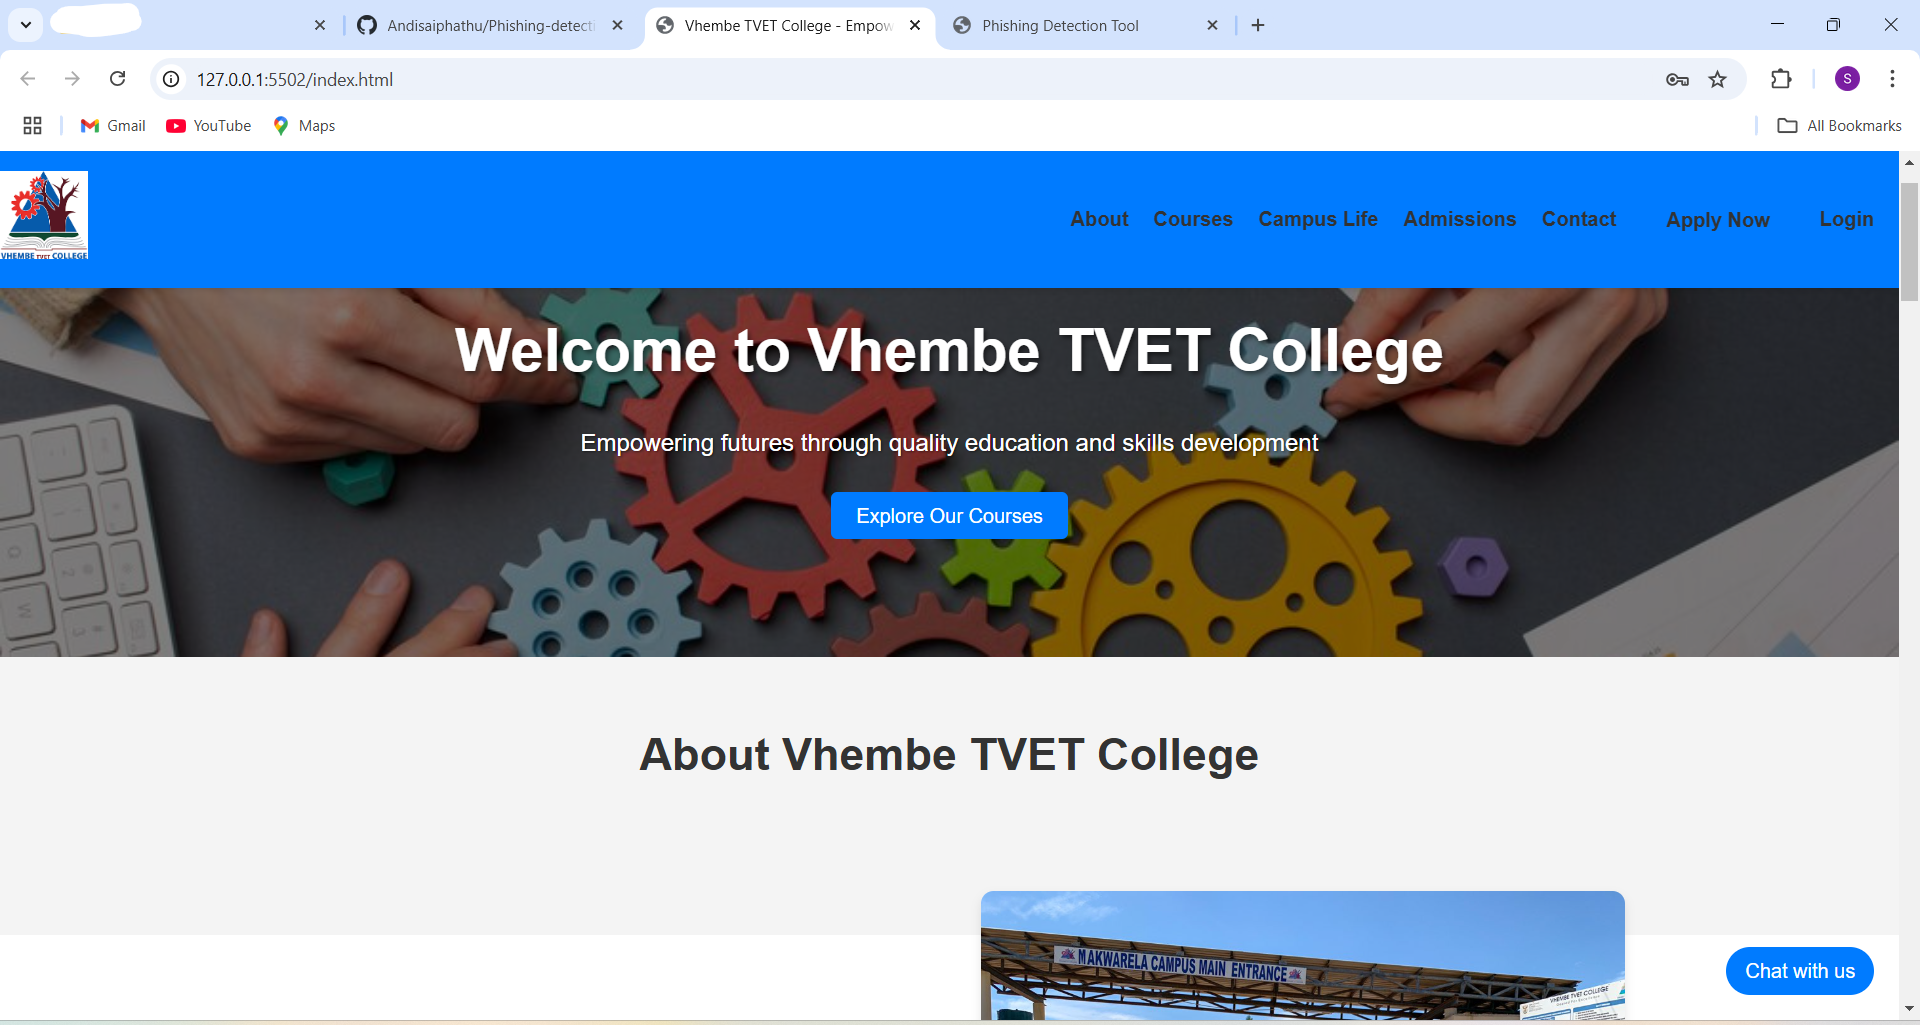 Andisaiphathu/Phishing-detecti
Vhembe TVET College - Empow
Phishing Detection Tool
127.0.0.1:5502/index.html
S
Gmail
YouTube
Maps
All Bookmarks
VHEMBE TVET COLLEGE
About
Courses
Campus Life
Admissions
Contact
Apply Now
Login
Welcome to Vhembe TVET College
Empowering futures through quality education and skills development
Explore Our Courses
About Vhembe TVET College
MAKWARELA CAMPUS MAIN ENTRANCE
VHEMBE TVET COLLEGE
Chat with us